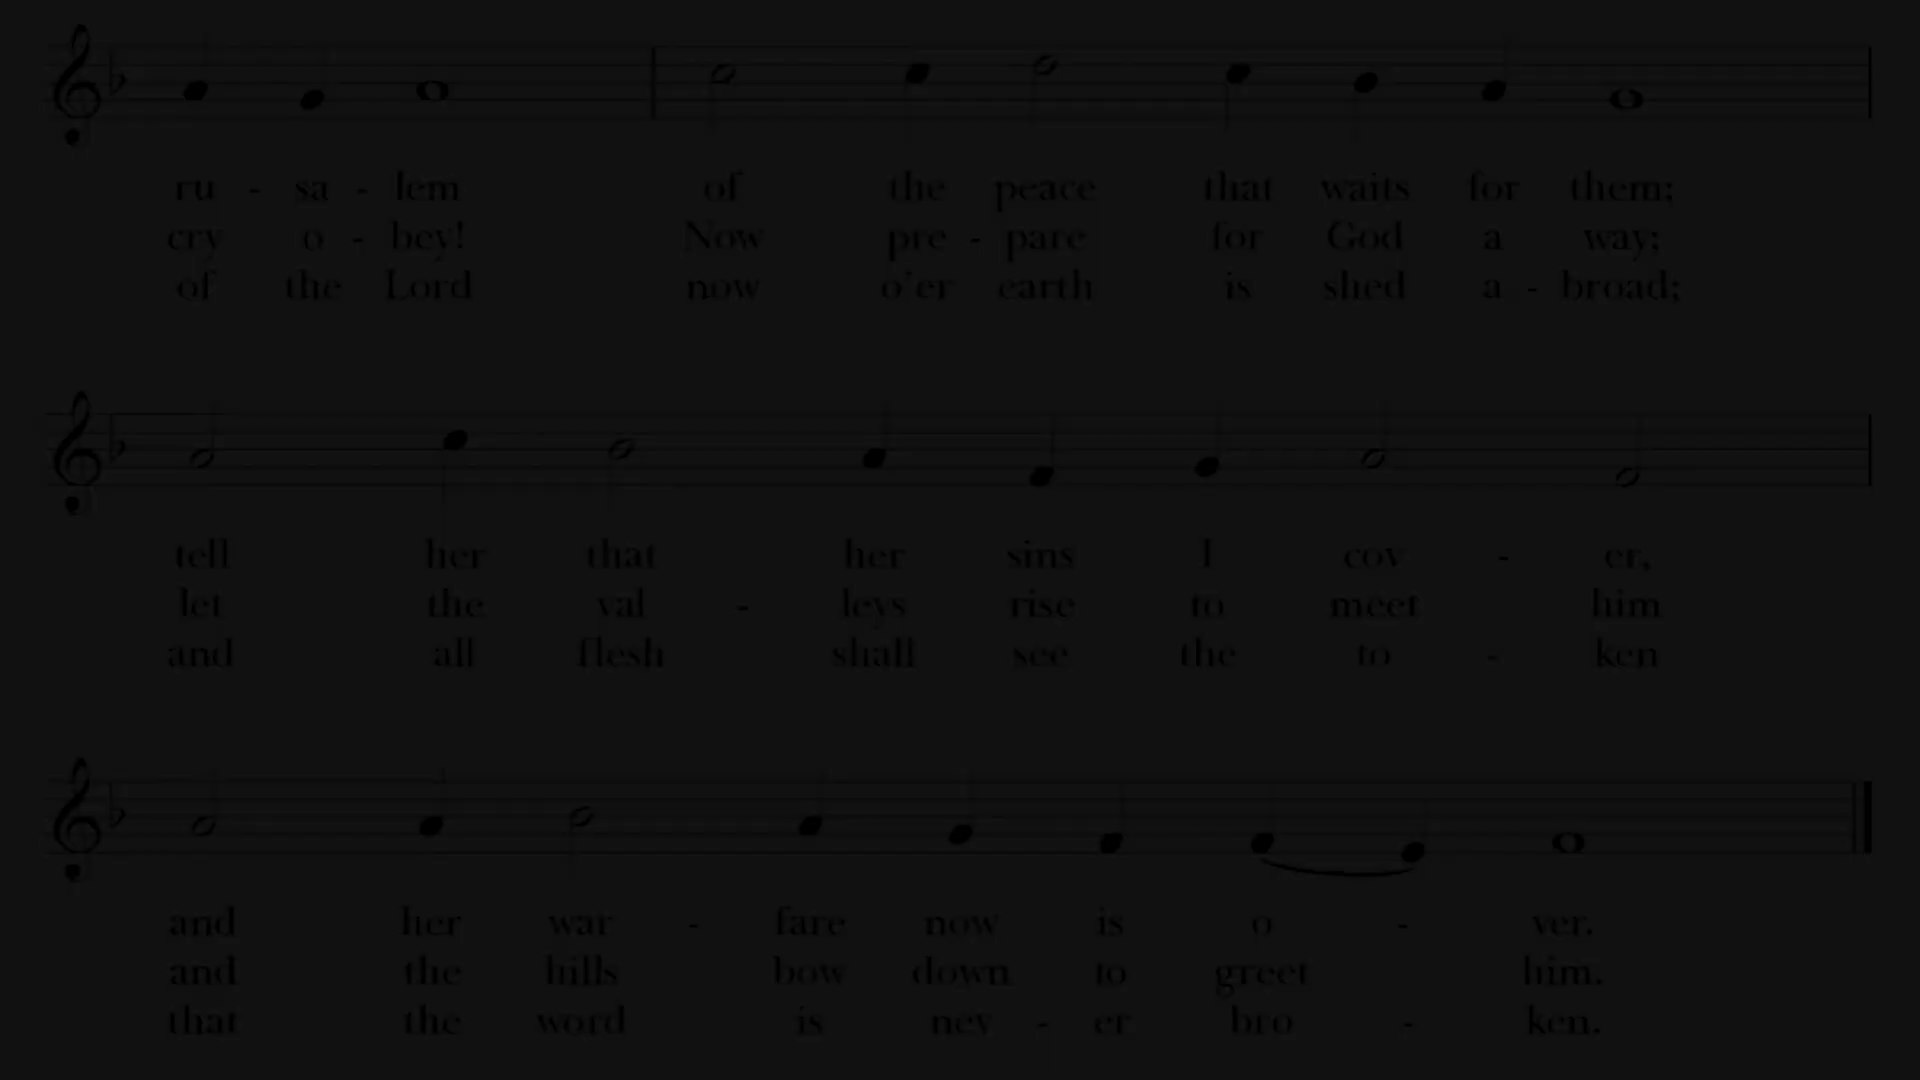 ru - sa - lem of the peace that waits for them;
cry o - bey! Now pre - pare for God a way;
of the Lord now o'er earth is shed a - broad;
tell her that her sins I cov - er,
let the val - leys rise to meet him
and all flesh shall see the to - ken
and her war - fare now is o - ver.
and the hills bow down to greet him.
that the word is nev - er bro - ken.